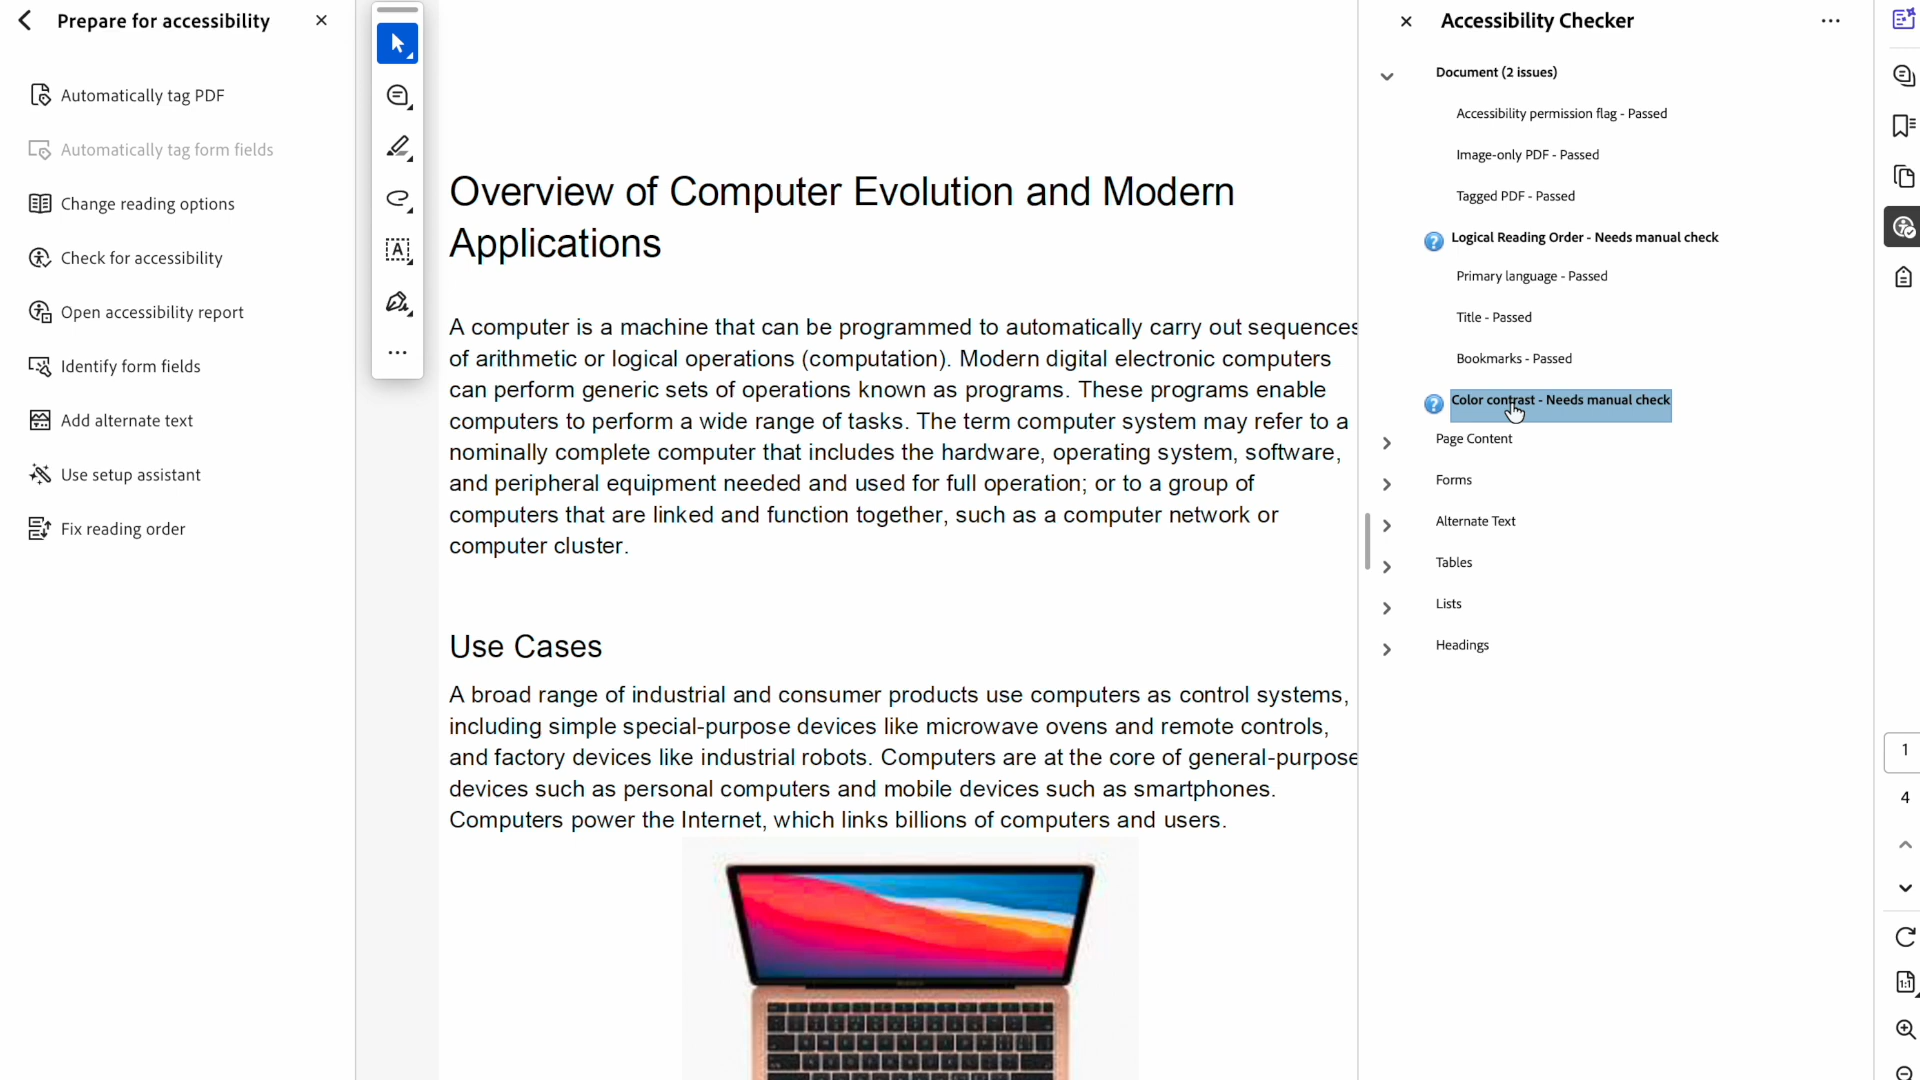 Prepare for accessibility
Automatically tag PDF
Automatically tag form fields
Change reading options
Check for accessibility
Open accessibility report
Identify form fields
Add alternate text
Use setup assistant
Fix reading order
Overview of Computer Evolution and Modern
Applications
A computer is a machine that can be programmed to automatically carry out sequences
of arithmetic or logical operations (computation). Modern digital electronic computers
can perform generic sets of operations known as programs. These programs enable
computers to perform a wide range of tasks. The term computer system may refer to a
nominally complete computer that includes the hardware, operating system, software,
and peripheral equipment needed and used for full operation; or to a group of
computers that are linked and function together, such as a computer network or
computer cluster.
Use Cases
A broad range of industrial and consumer products use computers as control systems,
including simple special-purpose devices like microwave ovens and remote controls,
and factory devices like industrial robots. Computers are at the core of general-purpose
devices such as personal computers and mobile devices such as smartphones.
Computers power the Internet, which links billions of computers and users.
Accessibility Checker
Document (2 issues)
Accessibility permission flag - Passed
Image-only PDF - Passed
Tagged PDF - Passed
Logical Reading Order - Needs manual check
Primary language - Passed
Title - Passed
Bookmarks - Passed
Color contrast - Needs manual check
Page Content
Forms
Alternate Text
Tables
Lists
Headings
1
4